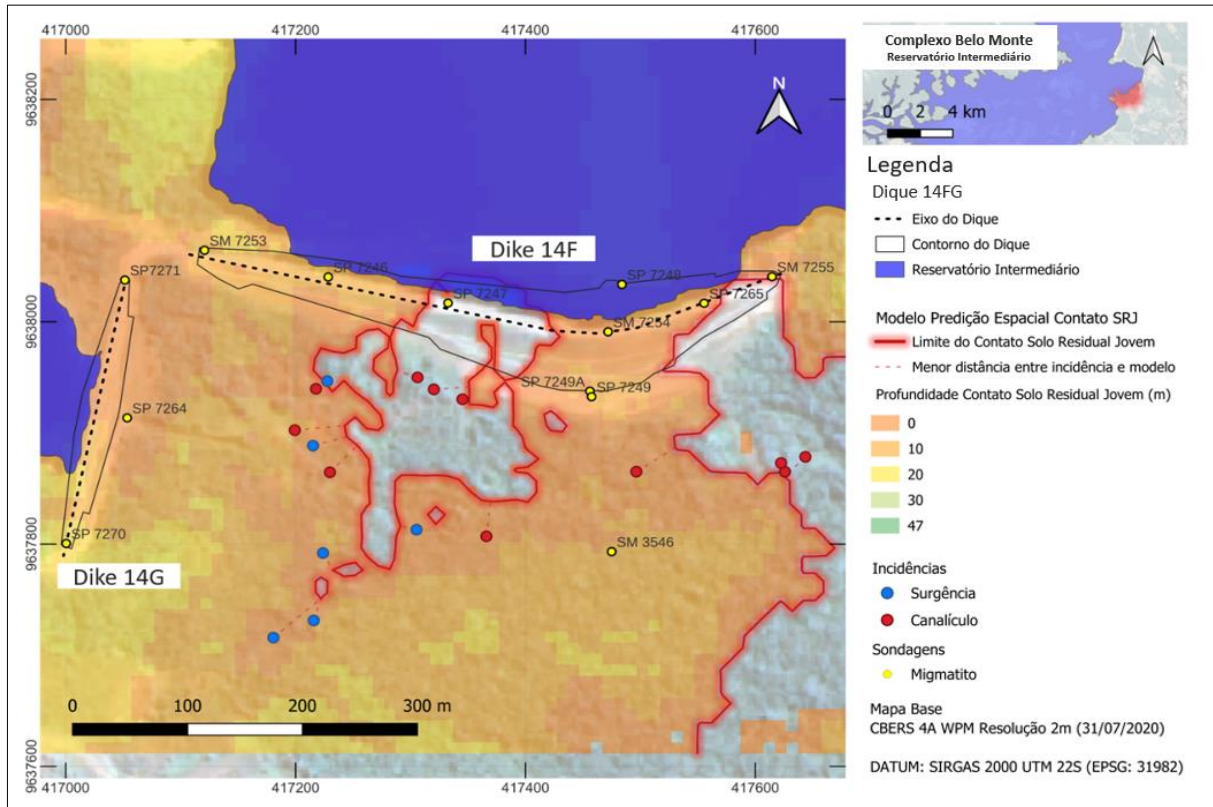 417000
417200
417400
417600
9638200
9638000
9637800
9637600
417000
417200
417400
417600
N
SM 7253
SP7271
SP 7246
Dike 14F
SP 7248
SM 7255
SP 7247
SP 7265
SM 7254
SP 7249A
SP 7249
SP 7264
SP 7270
Dike 14G
SM 3546
0
100
200
300 m
Complexo Belo Monte
Reservatório Intermediário
0
2
4 km
Legenda
Dique 14FG
Eixo do Dique
Contorno do Dique
Reservatório Intermediário
Modelo Predição Espacial Contato SRJ
Limite do Contato Solo Residual Jovem
Menor distância entre incidência e modelo
Profundidade Contato Solo Residual Jovem (m)
0
10
20
30
47
Incidências
Surgência
Canalículo
Sondagens
Migmatito
Mapa Base
CBERS 4A WPM Resolução 2m (31/07/2020)
DATUM: SIRGAS 2000 UTM 22S (EPSG: 31982)